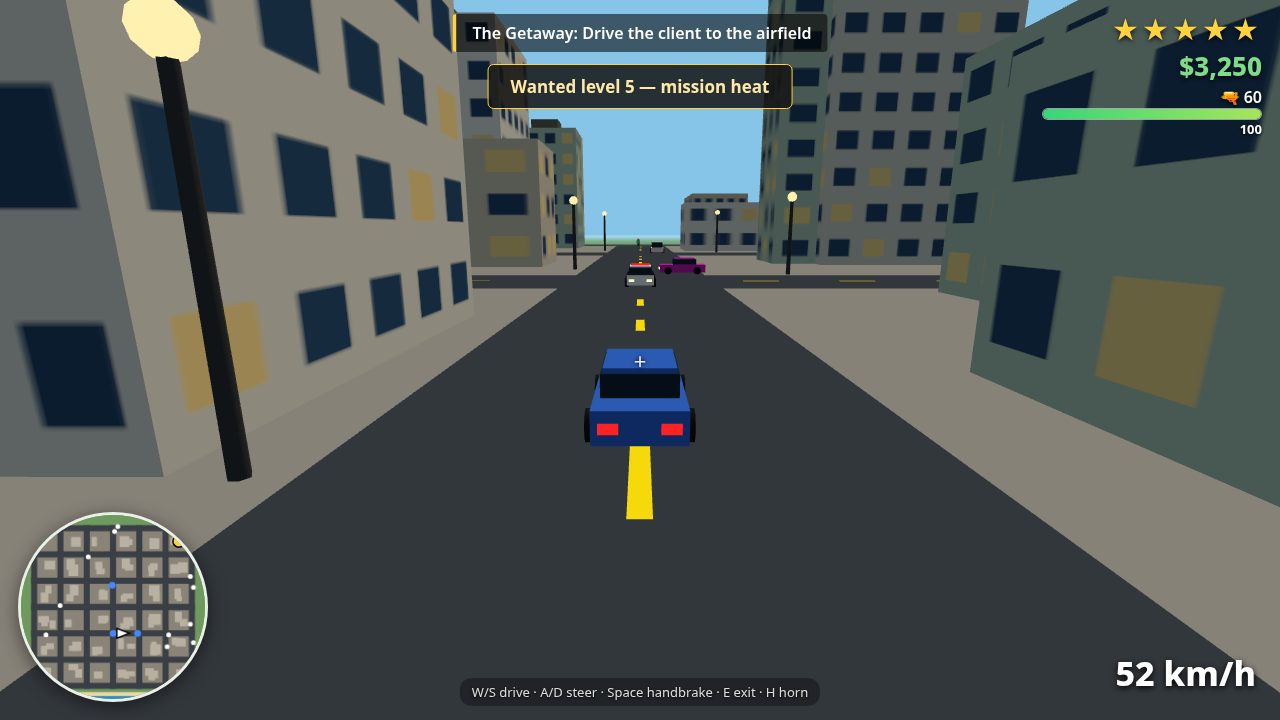 The Getaway: Drive the client to the airfield
★★★★★
Wanted level 5 — mission heat
$3,250
60
100
52 km/h
W/S drive · A/D steer · Space handbrake · E exit · H horn